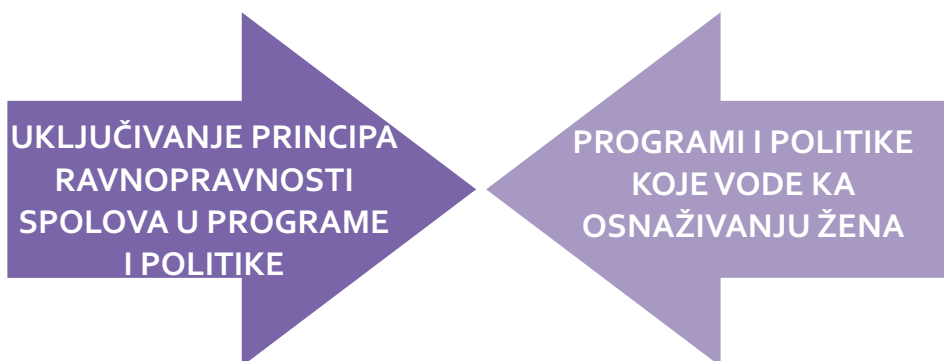 UKLJUČIVANJE PRINCIPA
RAVNOPRAVNOSTI
SPOLOVA U PROGRAME
I POLITIKE
PROGRAMI I POLITIKE
KOJE VODE KA
OSNAŽIVANJU ŽENA